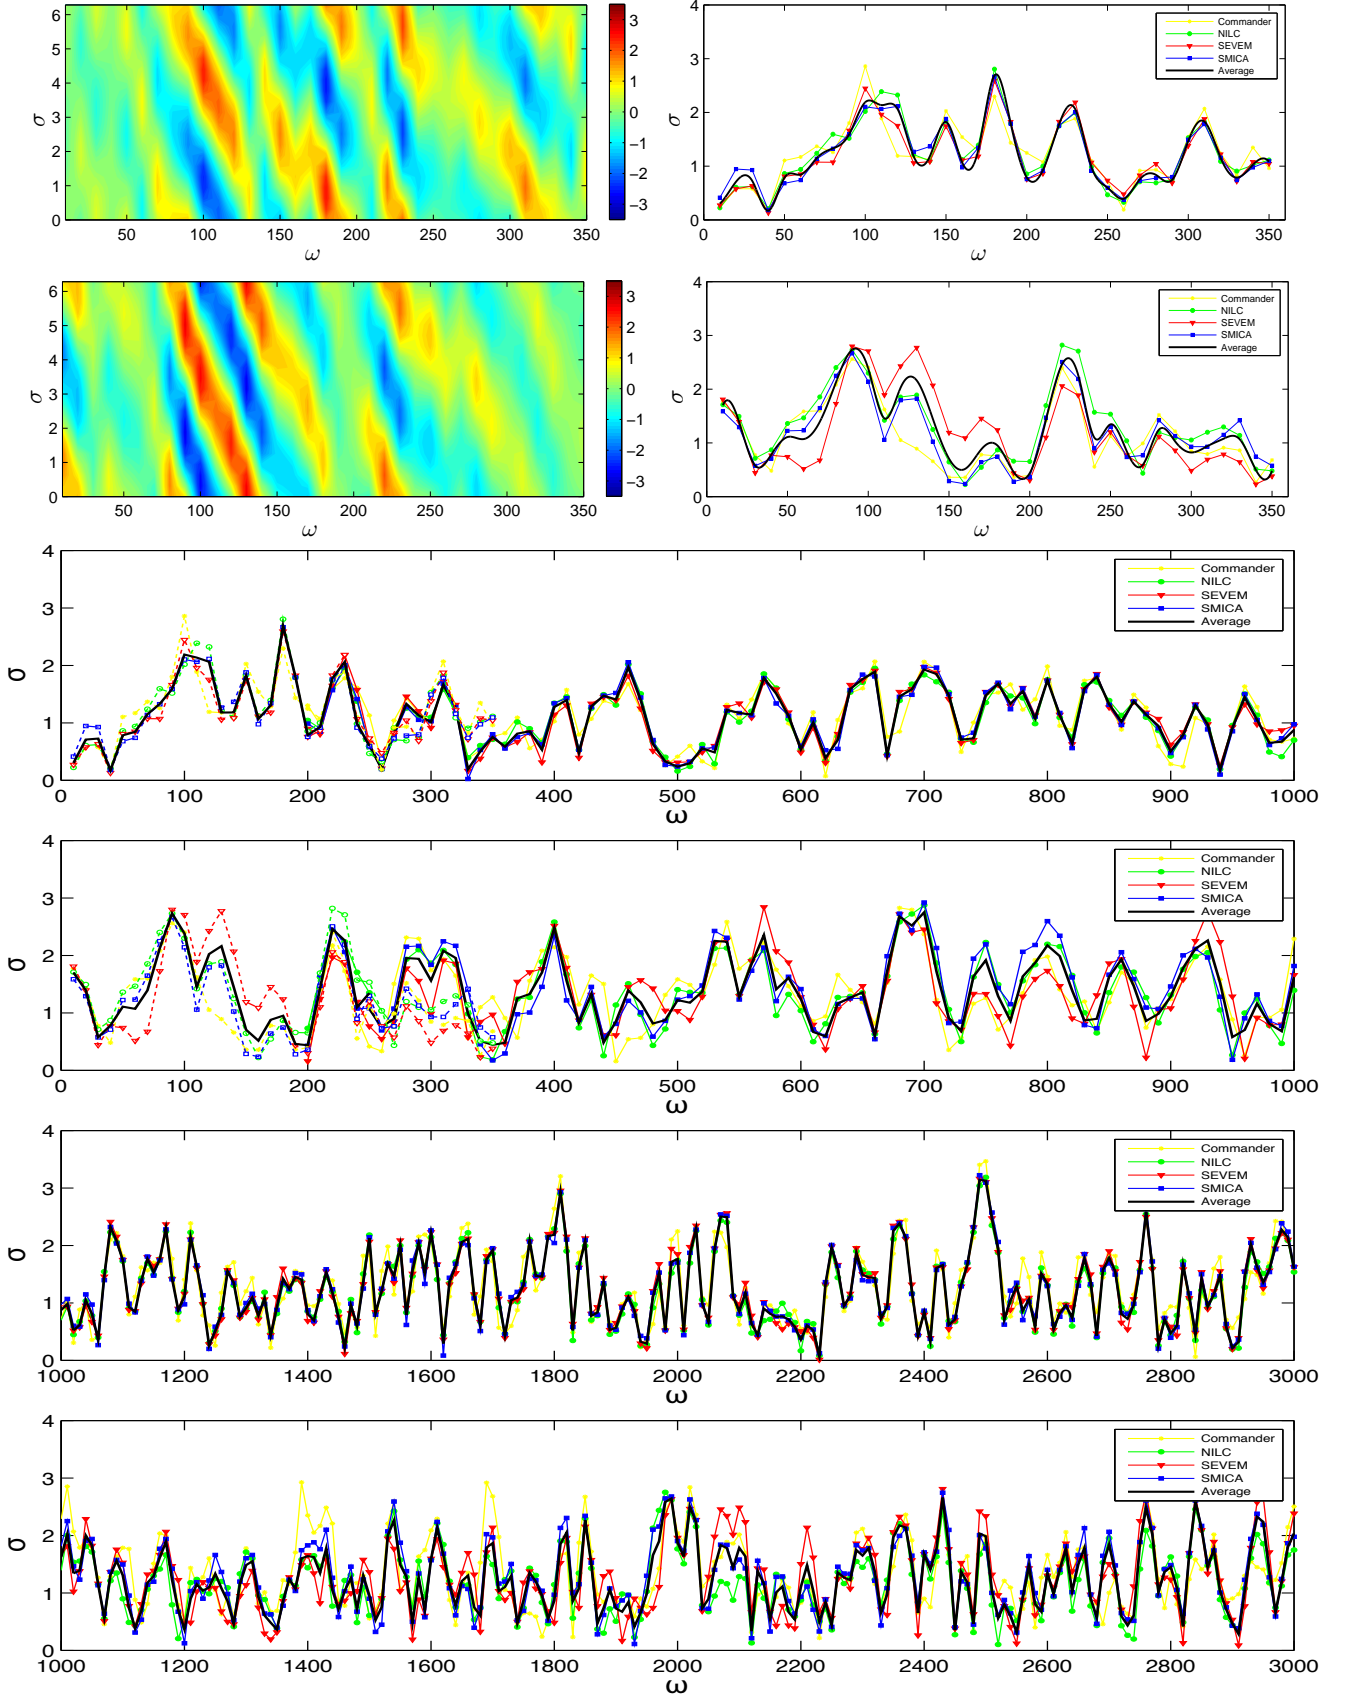 6
5
4
3
2
1
0
σ
50
100
150
200
250
300
350
ω
3
2
1
0
−1
−2
−3
4
3
2
1
0
σ
0
50
100
150
200
250
300
350
ω
Commander
NILC
SEVEM
SMICA
Average
6
5
4
3
2
1
0
σ
50
100
150
200
250
300
350
ω
3
2
1
0
−1
−2
−3
4
3
2
1
0
σ
0
50
100
150
200
250
300
350
ω
Commander
NILC
SEVEM
SMICA
Average
4
3
2
1
0
σ
0
100
200
300
400
500
600
700
800
900
1000
ω
Commander
NILC
SEVEM
SMICA
Average
4
3
2
1
0
σ
0
100
200
300
400
500
600
700
800
900
1000
ω
Commander
NILC
SEVEM
SMICA
Average
4
3
2
1
0
σ
1000
1200
1400
1600
1800
2000
2200
2400
2600
2800
3000
ω
Commander
NILC
SEVEM
SMICA
Average
4
3
2
1
0
σ
1000
1200
1400
1600
1800
2000
2200
2400
2600
2800
3000
ω
Commander
NILC
SEVEM
SMICA
Average